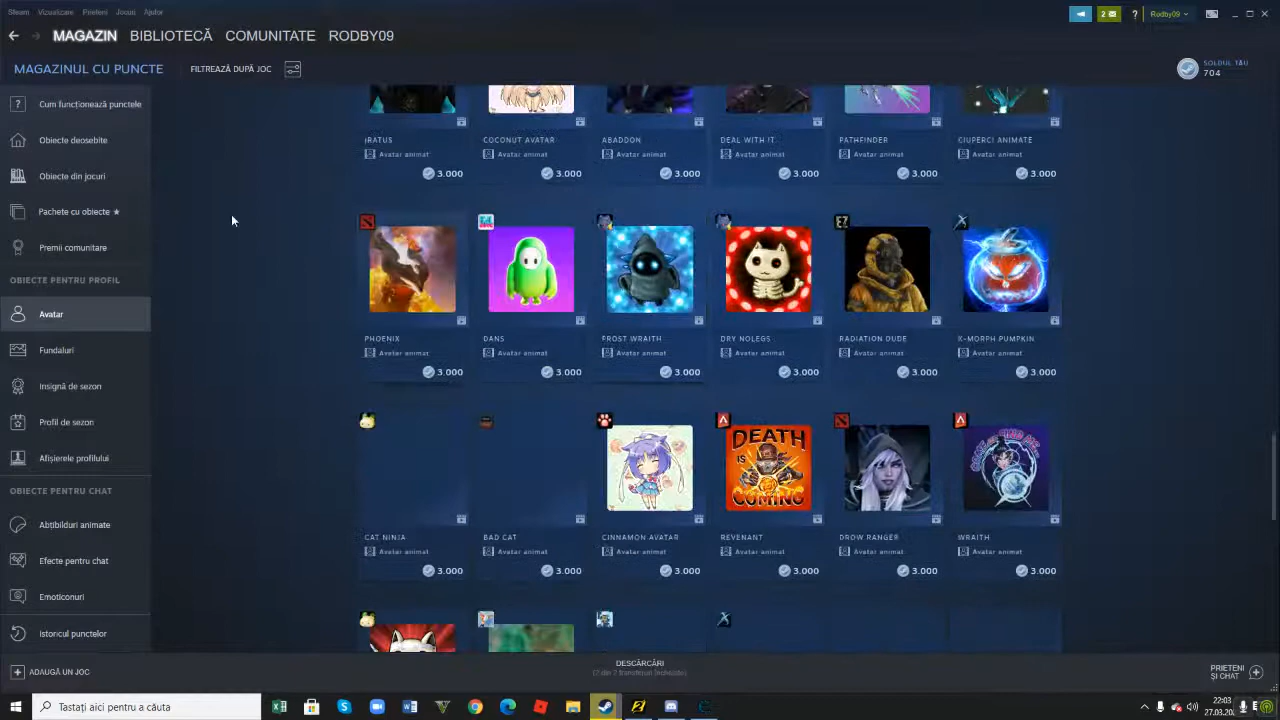 Steam Vizualizare Prieteni Jocuri Ajutor
2 ? Rodby09
MAGAZIN BIBLIOTECĂ COMUNITATE RODBY09
MAGAZINUL CU PUNCTE FILTREAZĂ DUPĂ JOC
SOLDUL TĂU
704
Cum funcționează punctele
Obiecte deosebite
Obiecte din jocuri
Pachete cu obiecte ★
Premii comunitare
OBIECTE PENTRU PROFIL
Avatar
Fundaluri
Insignă de sezon
Profil de sezon
Afișierele profilului
OBIECTE PENTRU CHAT
Abțibilduri animate
Efecte pentru chat
Emoticonuri
Istoricul punctelor
IRATUS COCONUT AVATAR ABADDON DEAL WITH IT PATHFINDER CIUPERCI ANIMATE
Avatar animat Avatar animat Avatar animat Avatar animat Avatar animat Avatar animat
3.000 3.000 3.000 3.000 3.000 3.000
PHOENIX DANS FROST WRAITH DRY NOLEGS RADIATION DUDE X-MORPH PUMPKIN
Avatar animat Avatar animat Avatar animat Avatar animat Avatar animat Avatar animat
3.000 3.000 3.000 3.000 3.000 3.000
DEATH
IS
COMING
CAT NINJA BAD CAT CINNAMON AVATAR REVENANT DROW RANGER WRAITH
Avatar animat Avatar animat Avatar animat Avatar animat Avatar animat Avatar animat
3.000 3.000 3.000 3.000 3.000 3.000
ADAUGĂ UN JOC
DESCĂRCĂRI
(2 din 2 transferuri încheiate)
PRIETENI
ȘI CHAT
Tastați aici pentru a căuta
22:03
27.03.20